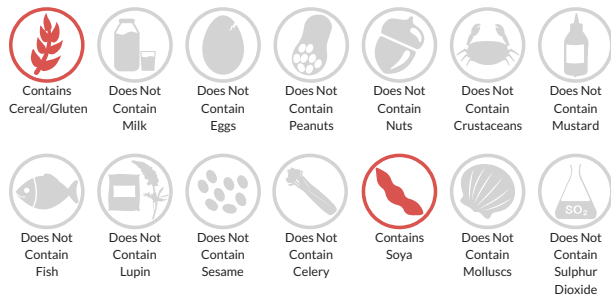 Contains
Cereal/Gluten
Does Not
Contain
Milk
Does Not
Contain
Eggs
Does Not
Contain
Peanuts
Does Not
Contain
Nuts
Does Not
Contain
Crustaceans
Does Not
Contain
Mustard
Does Not
Contain
Fish
Does Not
Contain
Lupin
Does Not
Contain
Sesame
Does Not
Contain
Celery
Contains
Soya
Does Not
Contain
Molluscs
SO₂
Does Not
Contain
Sulphur
Dioxide